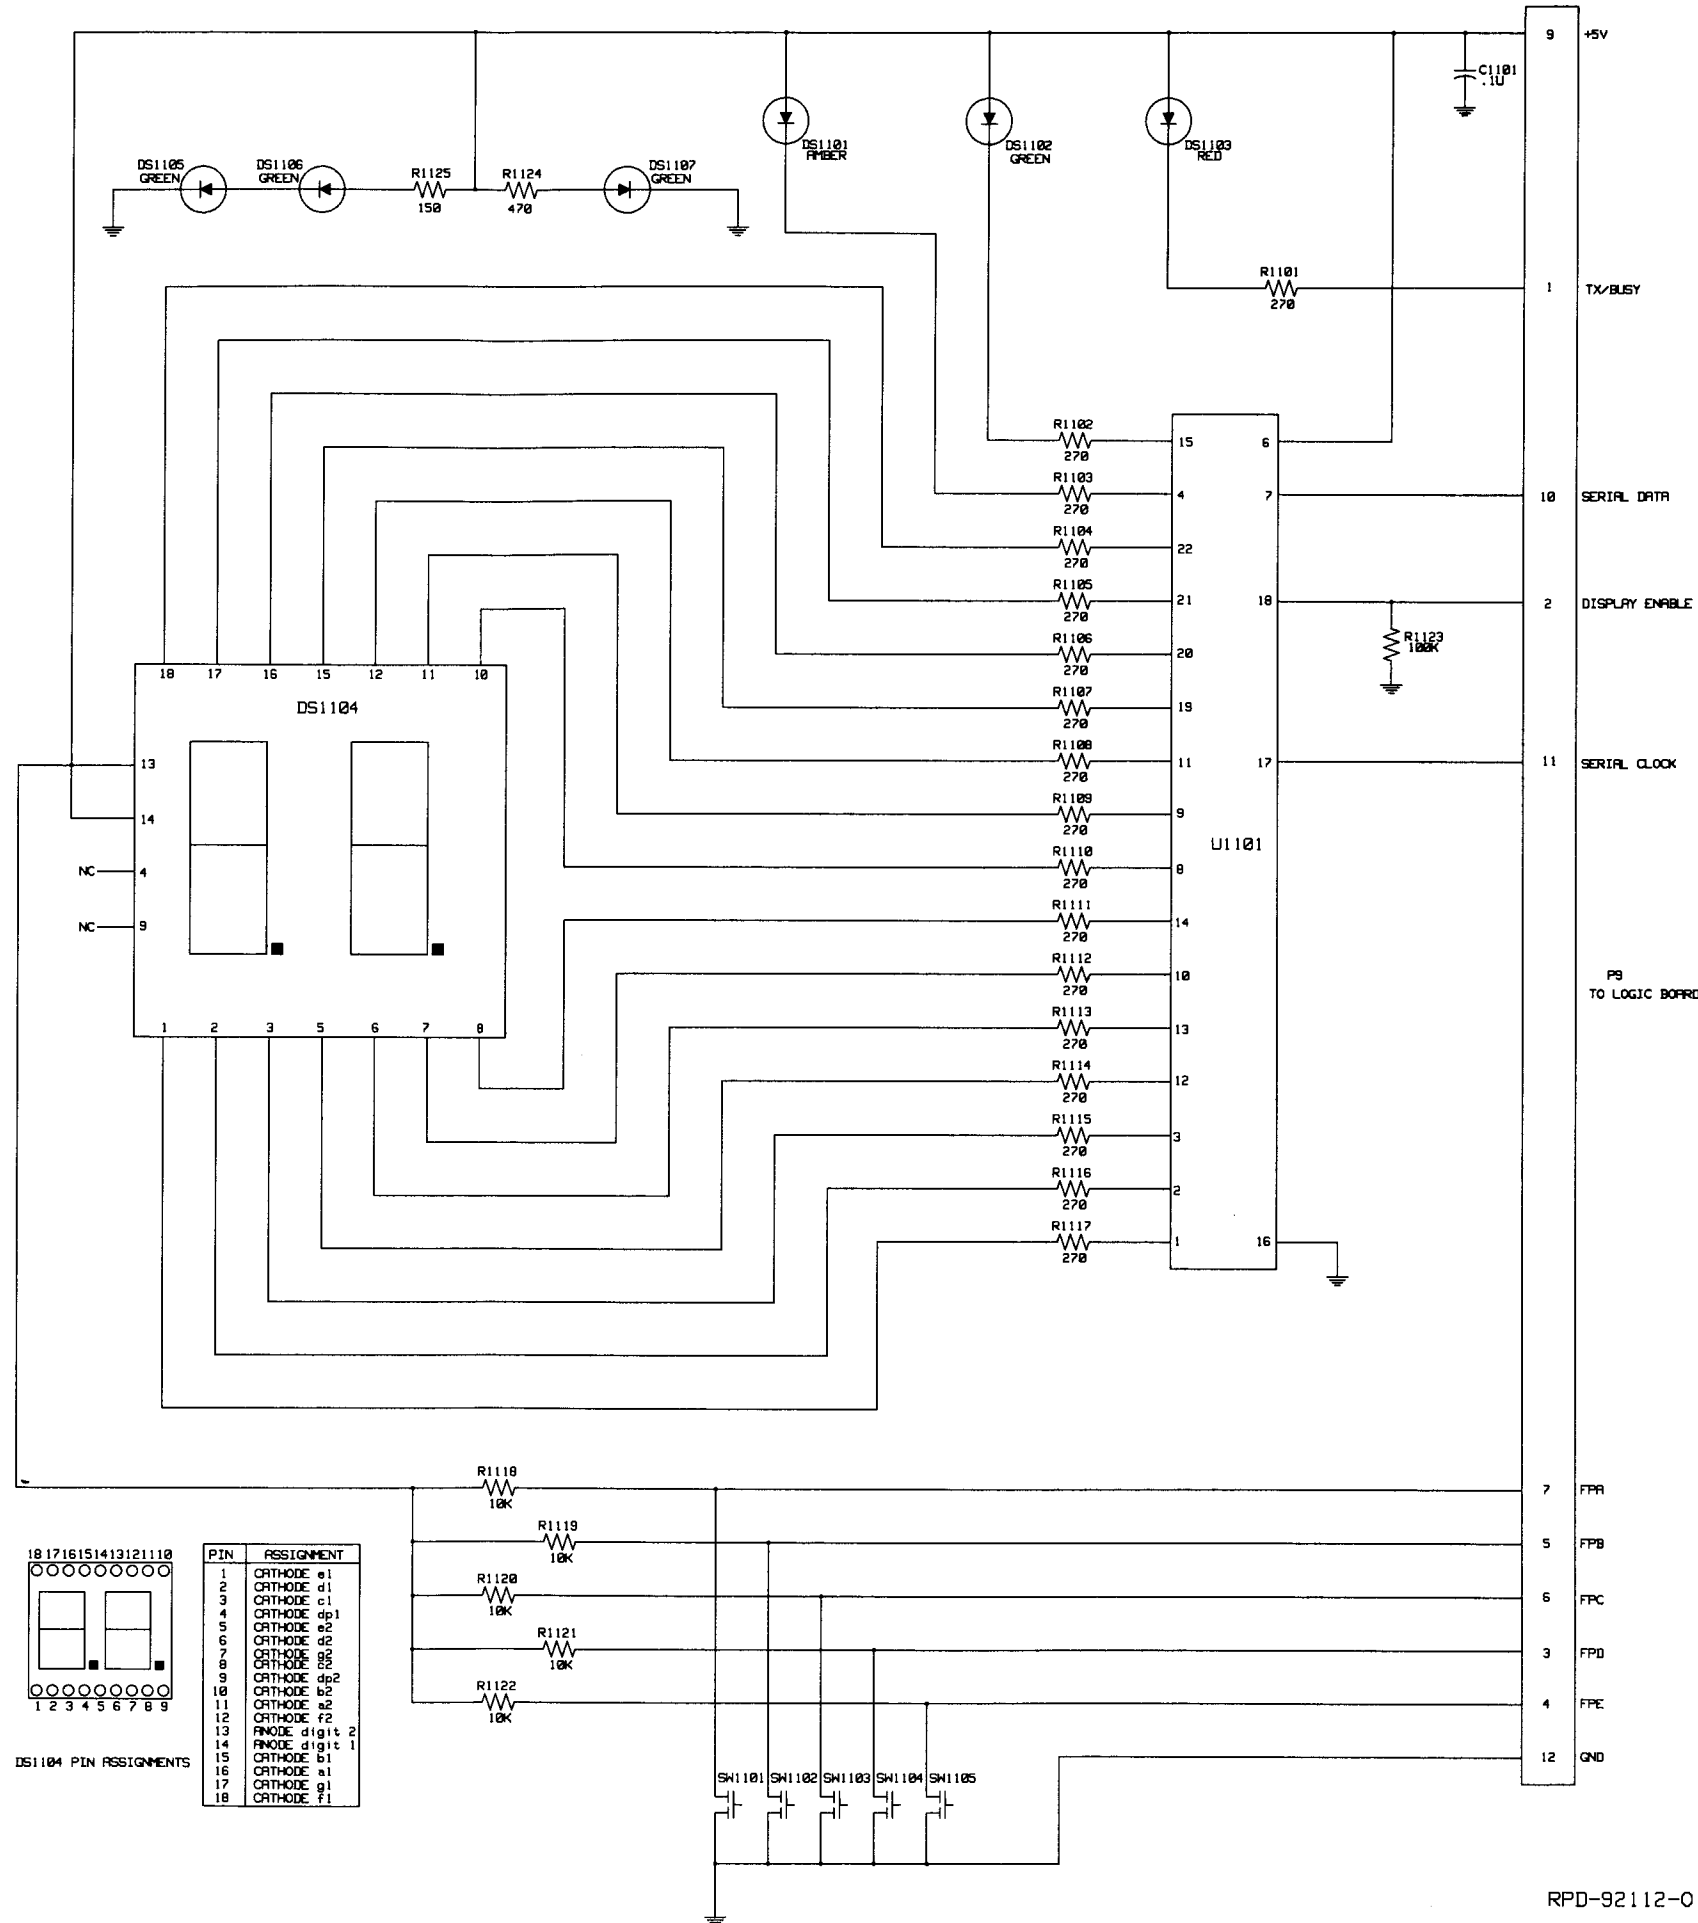 9 +5V
C1101
.1U
DS1101
AMBER
DS1102
GREEN
DS1103
RED
DS1105
GREEN
DS1106
GREEN
R1125
150
R1124
470
DS1107
GREEN
R1101
270
1 TX/BUSY
R1102
270
15 6
R1103
270
4 7
10 SERIAL DATA
R1104
270
22
R1105
270
21 18
2 DISPLAY ENABLE
R1123
100K
R1106
270
20
18 17 16 15 12 11 10
DS1104
R1107
270
19
13
R1108
270
11 17
11 SERIAL CLOCK
14
R1109
270
9
U1101
NC 4
R1110
270
8
NC 9
R1111
270
14
R1112
270
10
P9
TO LOGIC BOARD
1 2 3 5 6 7 8
R1113
270
13
R1114
270
12
R1115
270
3
R1116
270
2
R1117
270
1 16
R1118
10K
7 FPA
R1119
10K
5 FPB
R1120
10K
6 FPC
R1121
10K
3 FPD
R1122
10K
4 FPE
12 GND
SW1101 SW1102 SW1103 SW1104 SW1105
18 17 16 15 14 13 12 11 10
1 2 3 4 5 6 7 8 9
DS1104 PIN ASSIGNMENTS
PIN ASSIGNMENT
1 CATHODE e1
2 CATHODE d1
3 CATHODE c1
4 CATHODE dp1
5 CATHODE e2
6 CATHODE d2
7 CATHODE g2
8 CATHODE c2
9 CATHODE dp2
10 CATHODE b2
11 CATHODE a2
12 CATHODE f2
13 ANODE digit 2
14 ANODE digit 1
15 CATHODE b1
16 CATHODE a1
17 CATHODE g1
18 CATHODE f1
RPD-92112-0